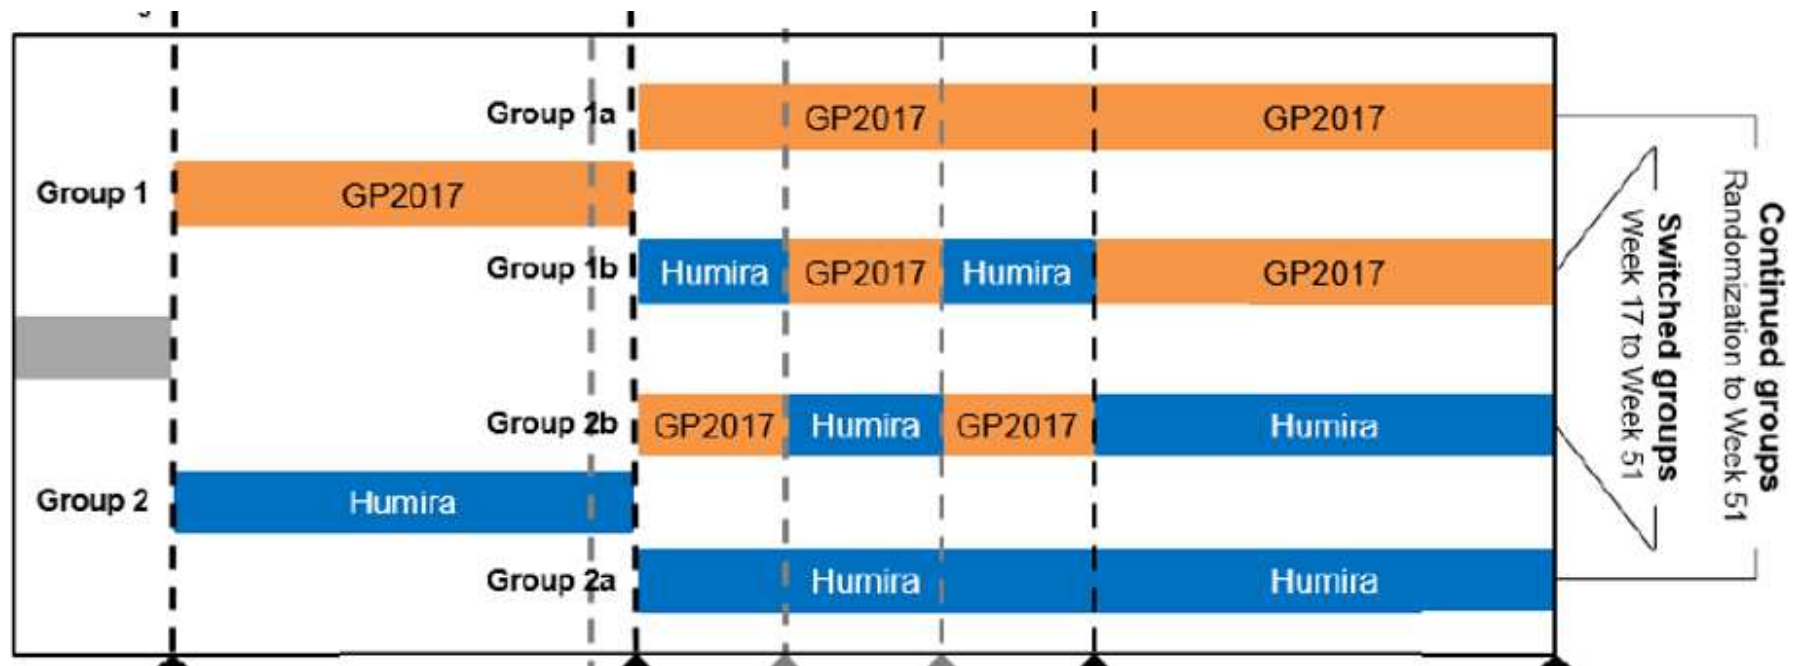 Group 1a
GP2017
GP2017
Group 1
GP2017
Group 1b
Humira
GP2017
Humira
GP2017
Group 2b
GP2017
Humira
GP2017
Humira
Group 2
Humira
Group 2a
Humira
Humira
Switched groups
Week 17 to Week 51
Continued groups
Randomization to Week 51